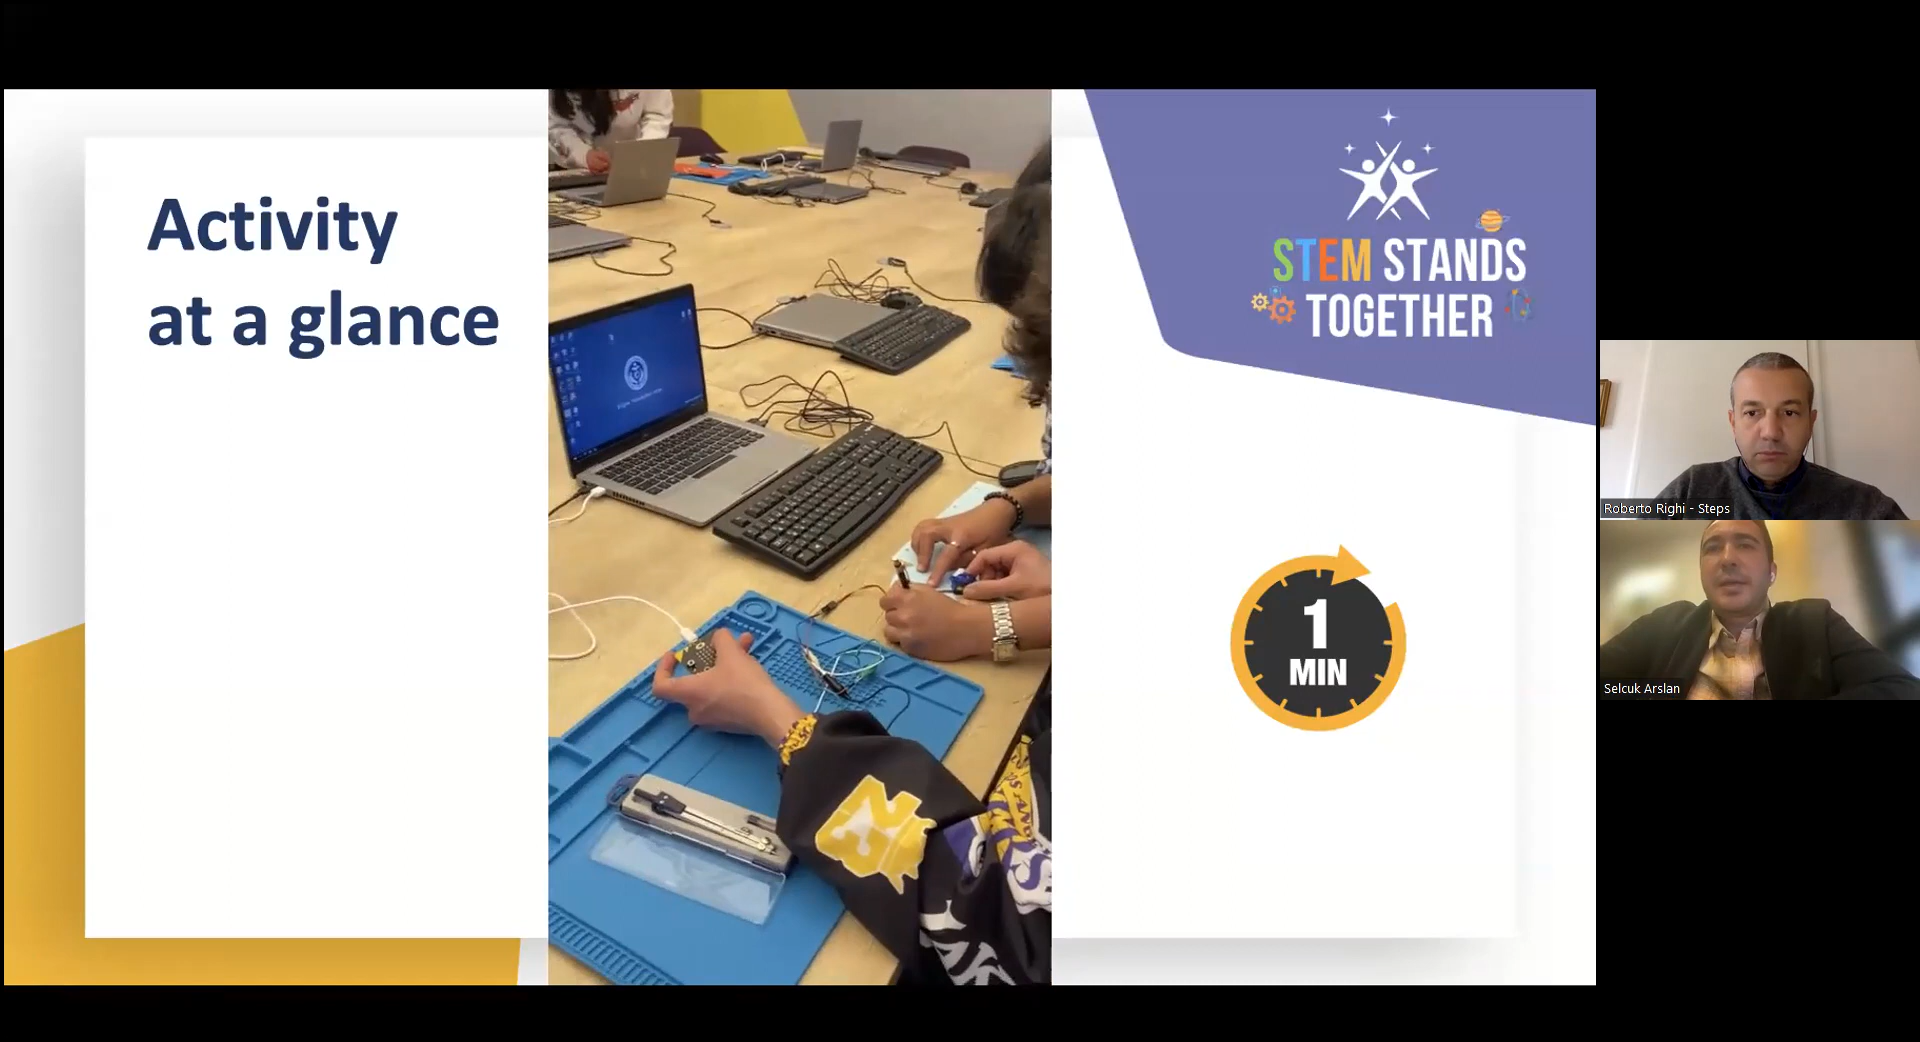 Activity
at a glance
STEM STANDS
TOGETHER
1
MIN
Roberto Righi - Steps
Selcuk Arslan